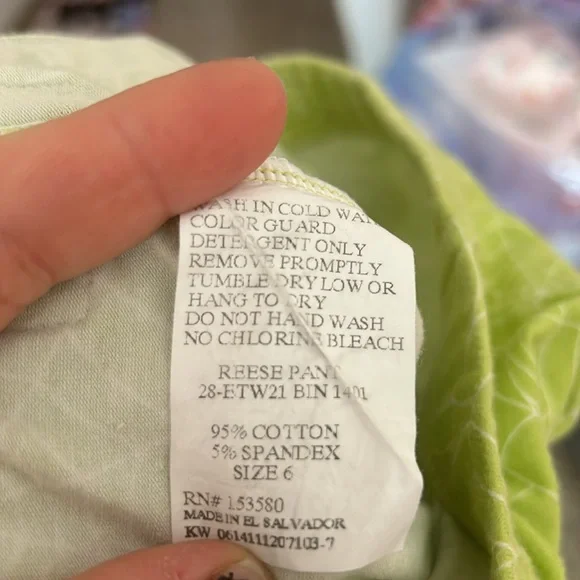 WASH IN COLD
COLOR GUARD
DETERGENT ONLY
REMOVE PROMPTLY
TUMBLE DRY LOW OR
HANG TO DRY
DO NOT HAND WASH
NO CHLORINE BLEACH
REESE PANT
28-ETW21 BIN 1401
95% COTTON
5% SPANDEX
SIZE 6
RN# 153580
MADE IN EL SALVADOR
KW 0614111207103-7